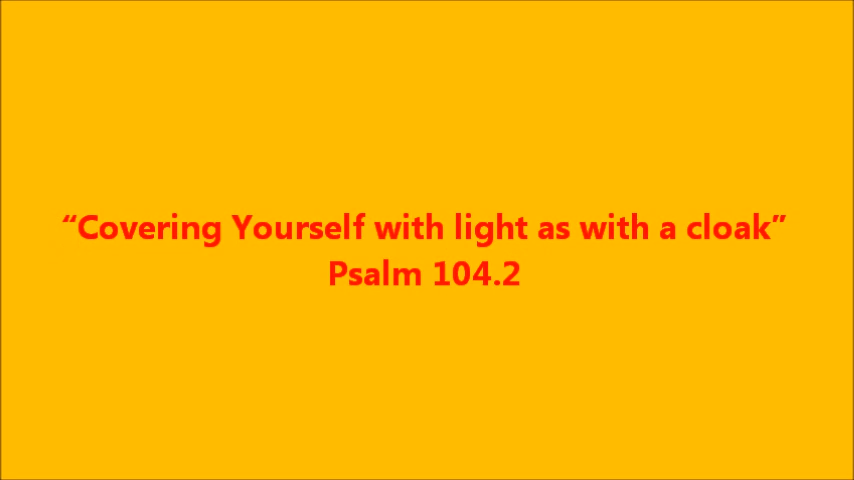 “Covering Yourself with light as with a cloak”
Psalm 104.2